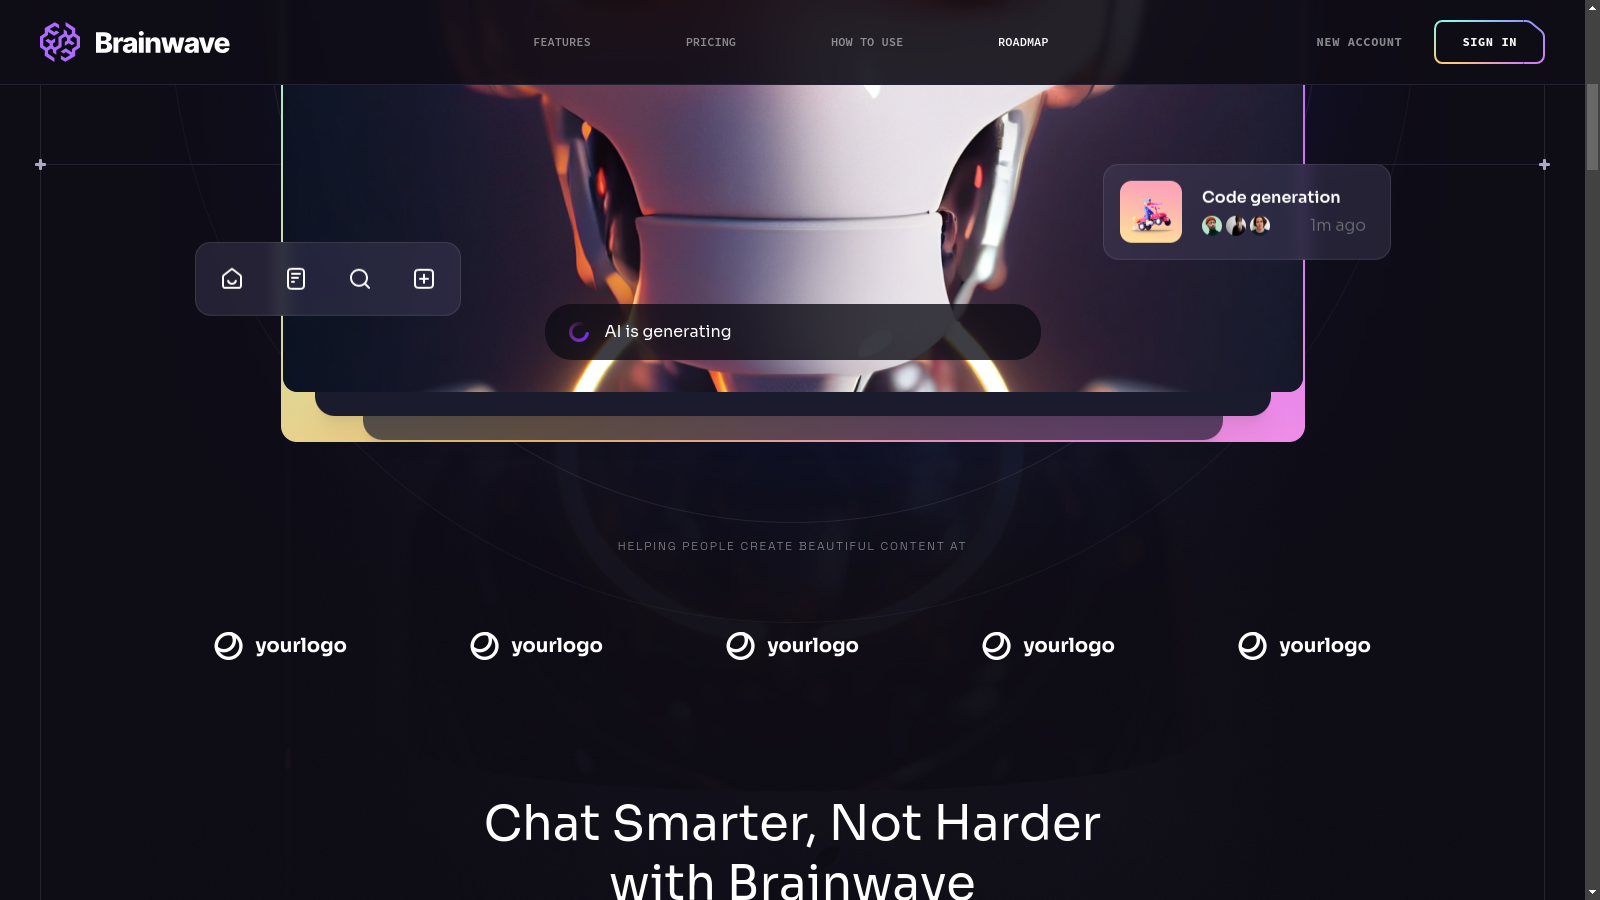 Brainwave
FEATURES
PRICING
HOW TO USE
ROADMAP
NEW ACCOUNT
SIGN IN
Code generation
1m ago
AI is generating
HELPING PEOPLE CREATE BEAUTIFUL CONTENT AT
yourlogo
yourlogo
yourlogo
yourlogo
yourlogo
Chat Smarter, Not Harder
with Brainwave